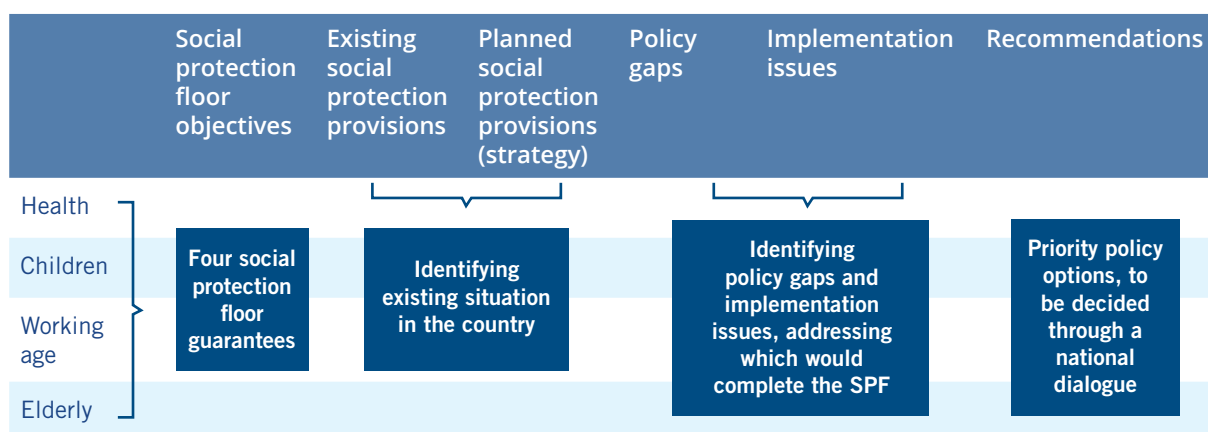 Social
protection
floor
objectives
Existing
social
protection
provisions
Planned
social
protection
provisions
(strategy)
Policy
gaps
Implementation
issues
Recommendations
Health
Children
Working
age
Elderly
Four social
protection
floor
guarantees
Identifying
existing situation
in the country
Identifying
policy gaps and
implementation
issues, addressing
which would
complete the SPF
Priority policy
options, to
be decided
through a
national
dialogue